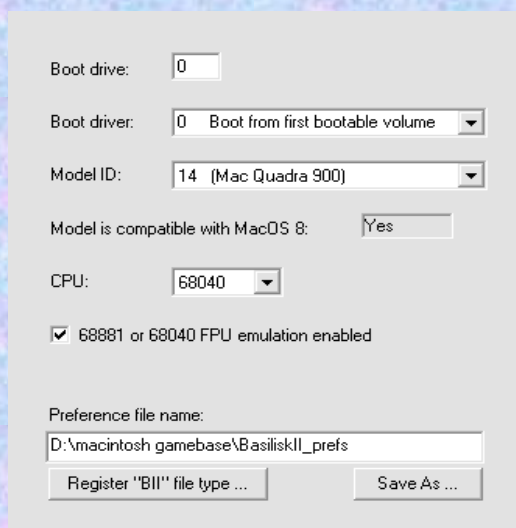 Boot drive: 0
Boot driver: 0 Boot from first bootable volume
Model ID: 14 (Mac Quadra 900)
Model is compatible with MacOS 8: Yes
CPU: 68040
68881 or 68040 FPU emulation enabled
Preference file name:
D:\macintosh gamebase\BasiliskII_prefs
Register "BII" file type ... Save As ...